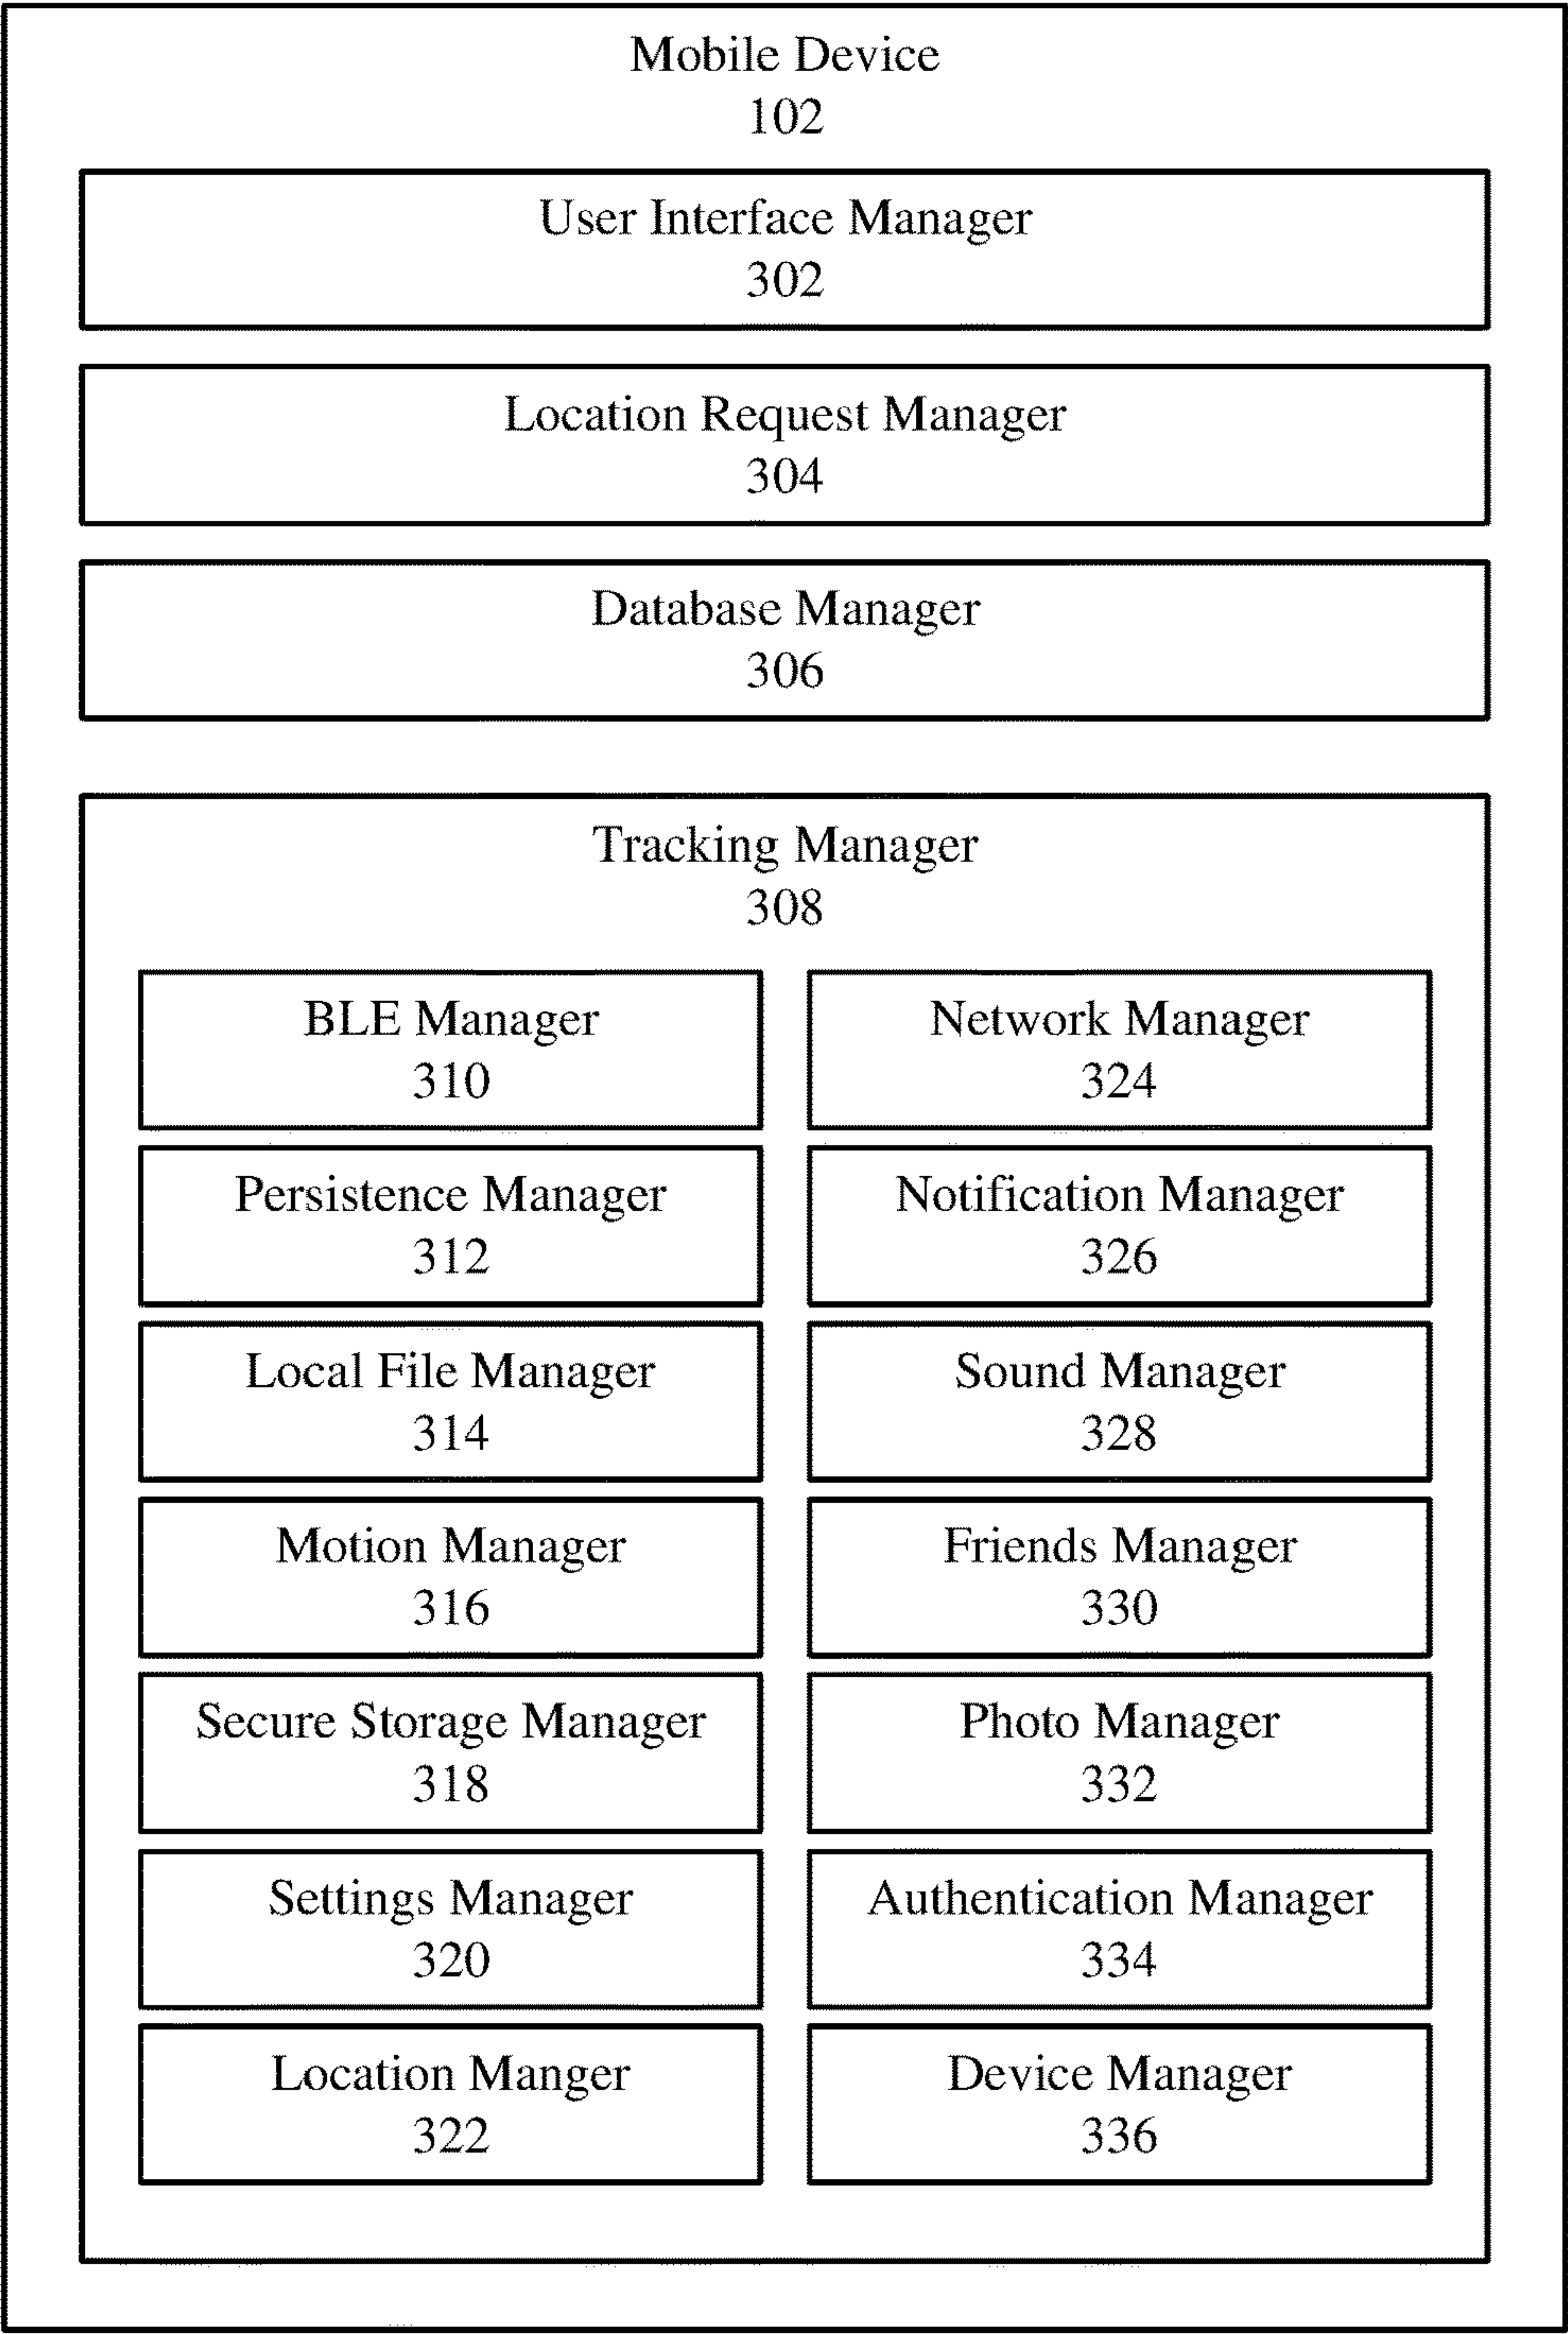 Mobile Device
102
User Interface Manager
302
Location Request Manager
304
Database Manager
306
Tracking Manager
308
BLE Manager
310
Network Manager
324
Persistence Manager
312
Notification Manager
326
Local File Manager
314
Sound Manager
328
Motion Manager
316
Friends Manager
330
Secure Storage Manager
318
Photo Manager
332
Settings Manager
320
Authentication Manager
334
Location Manger
322
Device Manager
336